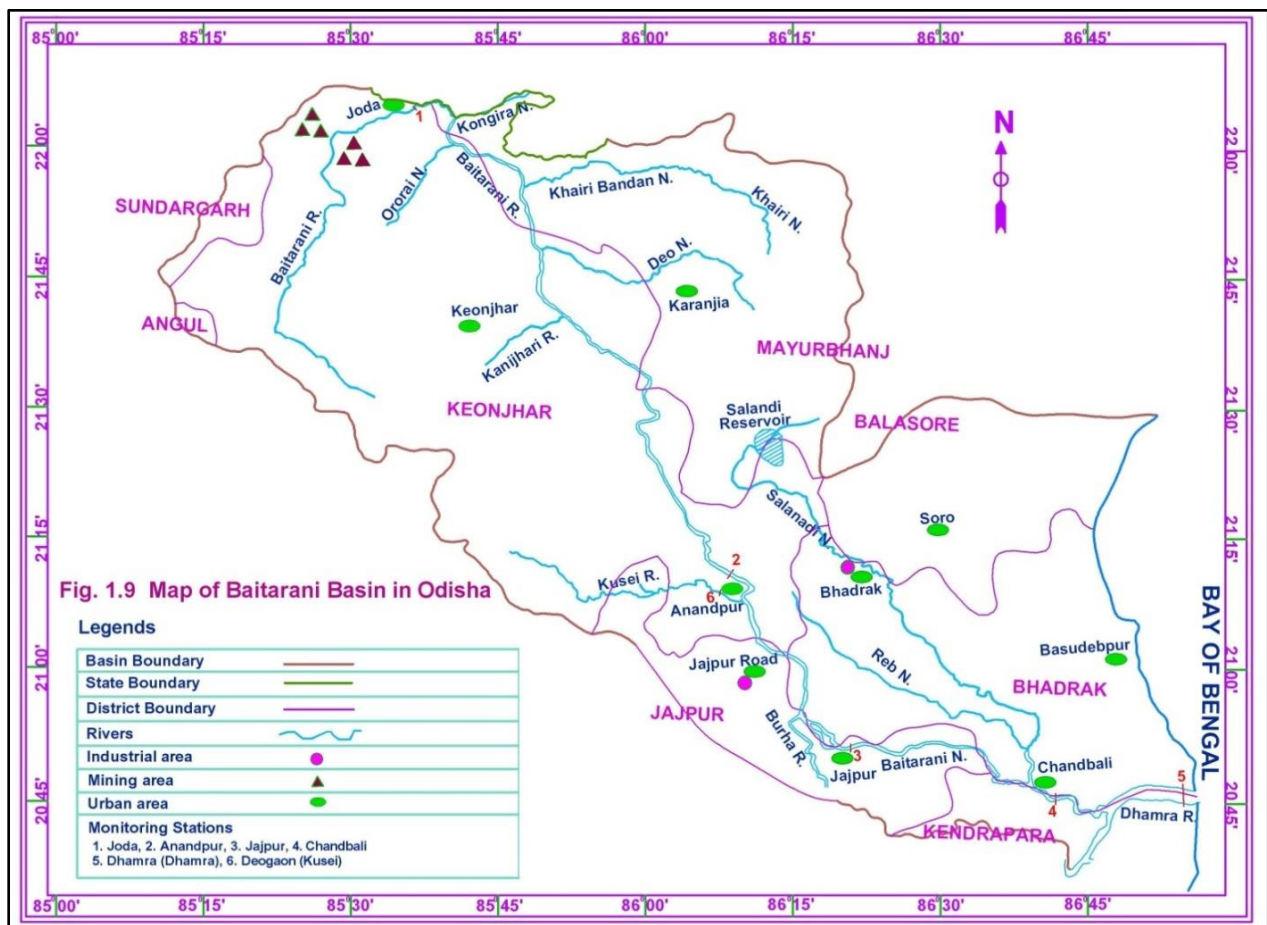 85°00' 85°15' 85°30' 85°45' 86°00' 86°15' 86°30' 86°45'
N
Joda
1
Kongira N.
22°00'
22°00'
Baitarani R.
Ororai N.
Khairi Bandan N.
Khairi N.
SUNDARGARH
Baitarani R.
Deo N.
21°45'
21°45'
Karanjia
Keonjhar
ANGUL
Kanijhari R.
MAYURBHANJ
KEONJHAR
21°30'
21°30'
Salandi
Reservoir
BALASORE
Salanadi N.
Soro
21°15'
21°15'
2
Kusei R.
6
Anandpur
Bhadrak
Fig. 1.9 Map of Baitarani Basin in Odisha
BAY OF BENGAL
Legends
Basin Boundary
State Boundary
District Boundary
Rivers
Industrial area
Mining area
Urban area
Monitoring Stations
1. Joda, 2. Anandpur, 3. Jajpur, 4. Chandbali
5. Dhamra (Dhamra), 6. Deogaon (Kusei)
21°00'
21°00'
Basudebpur
Jajpur Road
Reb N.
BHADRAK
JAJPUR
Burha R.
3
Jajpur
Baitarani N.
Chandbali
4
5
Dhamra R.
20°45'
20°45'
KENDRAPARA
85°00' 85°15' 85°30' 85°45' 86°00' 86°15' 86°30' 86°45'